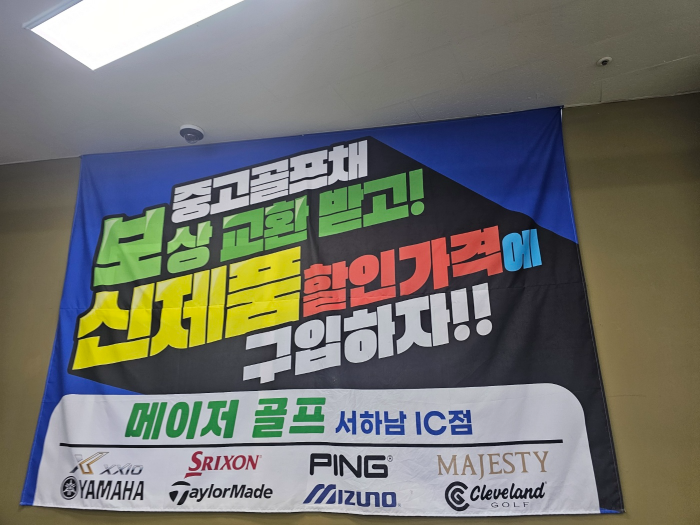 중고골프채
보상 교환 받고!
신제품 할인가격에
구입하자!!
메이저 골프 서하남 IC점
XXIO SRIXON PING MAJESTY
YAMAHA TaylorMade MIZUNO Cleveland
GOLF